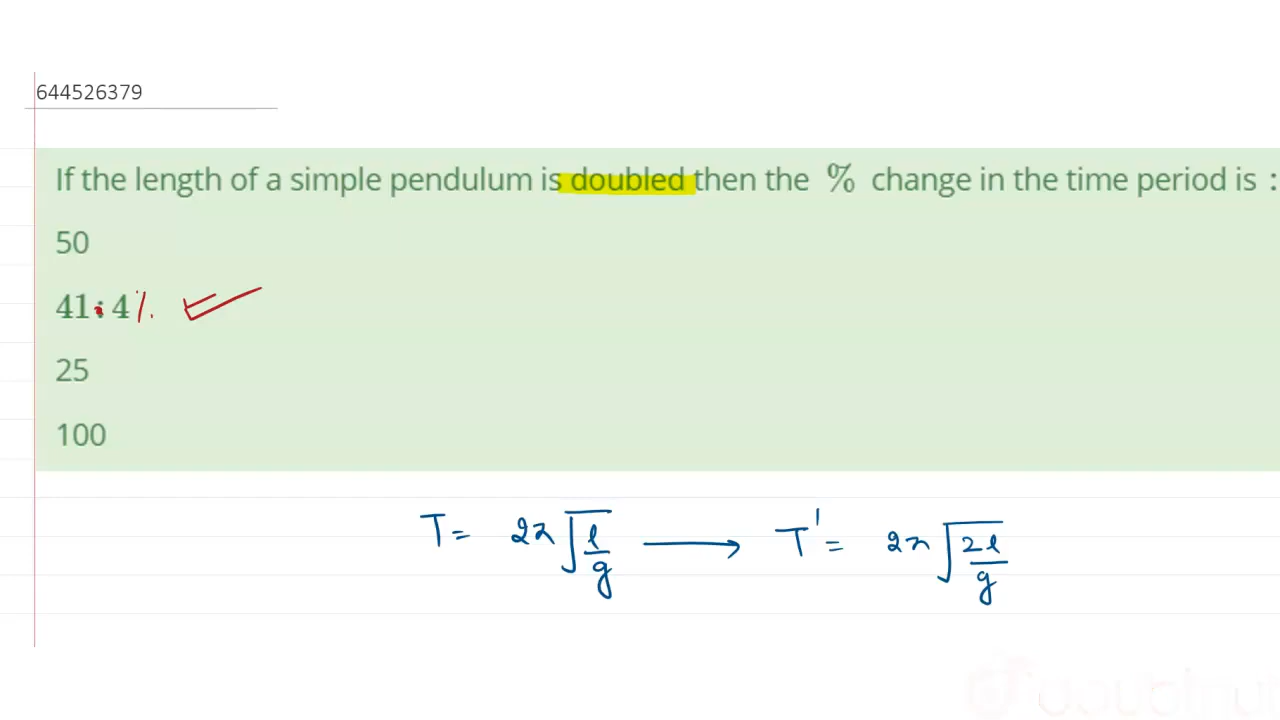 644526379
If the length of a simple pendulum is doubled then the % change in the time period is :
50
41:4%
25
100
T = 2π√(l/g) ⟶ T' = 2π√(2l/g)